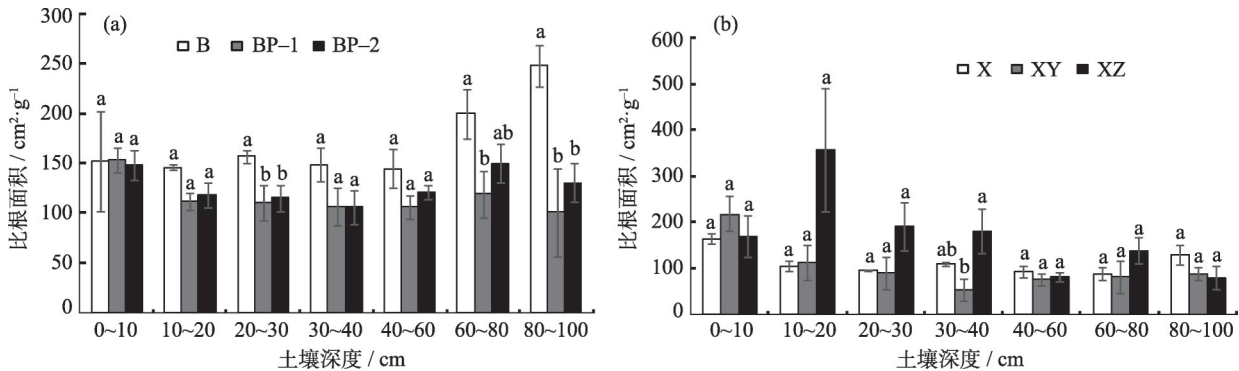 (a)
B BP-1 BP-2
比根面积 / cm²·g⁻¹
300
250
200
150
100
50
0
a a a
a a a
a b b
a a a
a a a
a b ab
a b b
0~10 10~20 20~30 30~40 40~60 60~80 80~100
土壤深度 / cm
(b)
X XY XZ
比根面积 / cm²·g⁻¹
600
500
400
300
200
100
0
a a a
a a a
a a a
ab b a
a a a
a a a
a a a
0~10 10~20 20~30 30~40 40~60 60~80 80~100
土壤深度 / cm